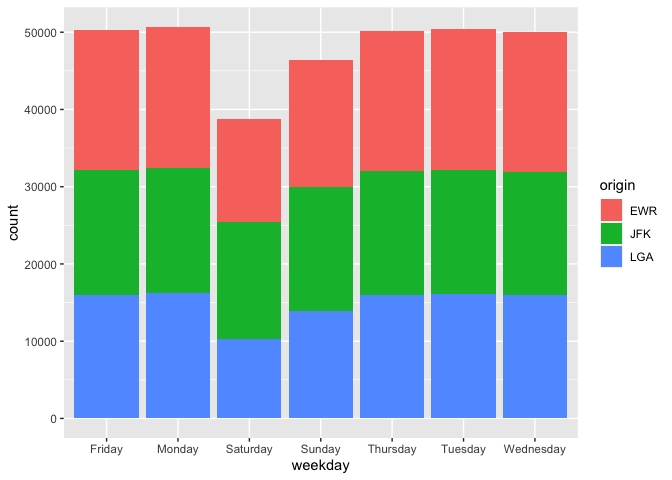 50000
40000
30000
20000
10000
0
count
Friday Monday Saturday Sunday Thursday Tuesday Wednesday
weekday
origin
EWR
JFK
LGA